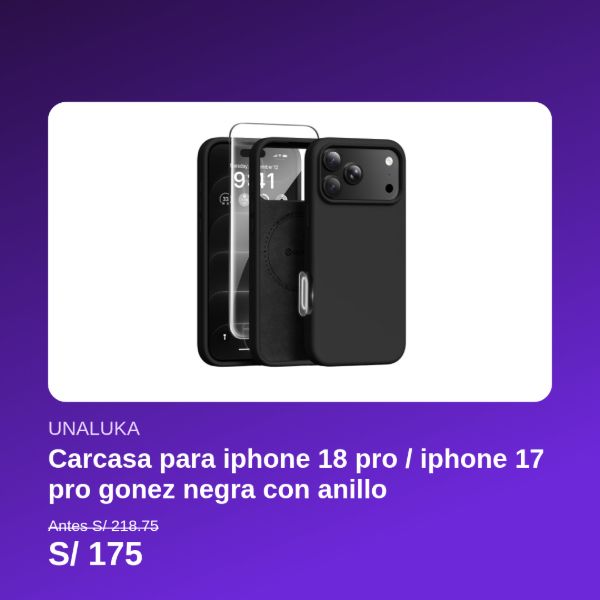 UNALUKA
Carcasa para iphone 18 pro / iphone 17
pro gonez negra con anillo
Antes S/ 218.75
S/ 175